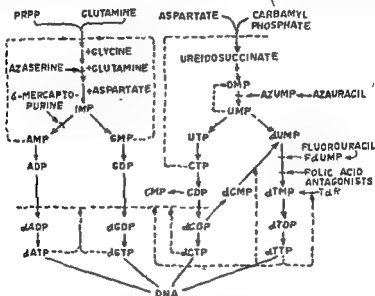 PRPP GLUTAMINE ASPARTATE CARBAMYL
PHOSPHATE
+GLYCINE
UREIDOSUCCINATE
AZASERINE +GLUTAMINE
+ASPARTATE
OMP
6-MERCAPTO-
PURINE
AZUMP AZAURACIL
IMP UMP
AMP GMP UTP dUMP
FLUOROURACIL
FdUMP
ADP GDP CTP
FOLIC ACID
ANTAGONISTS
CMP CDP dCMP dTMP TdR
dADP dGDP dCDP dTDP
dATP dGTP dCTP dTTP
DNA